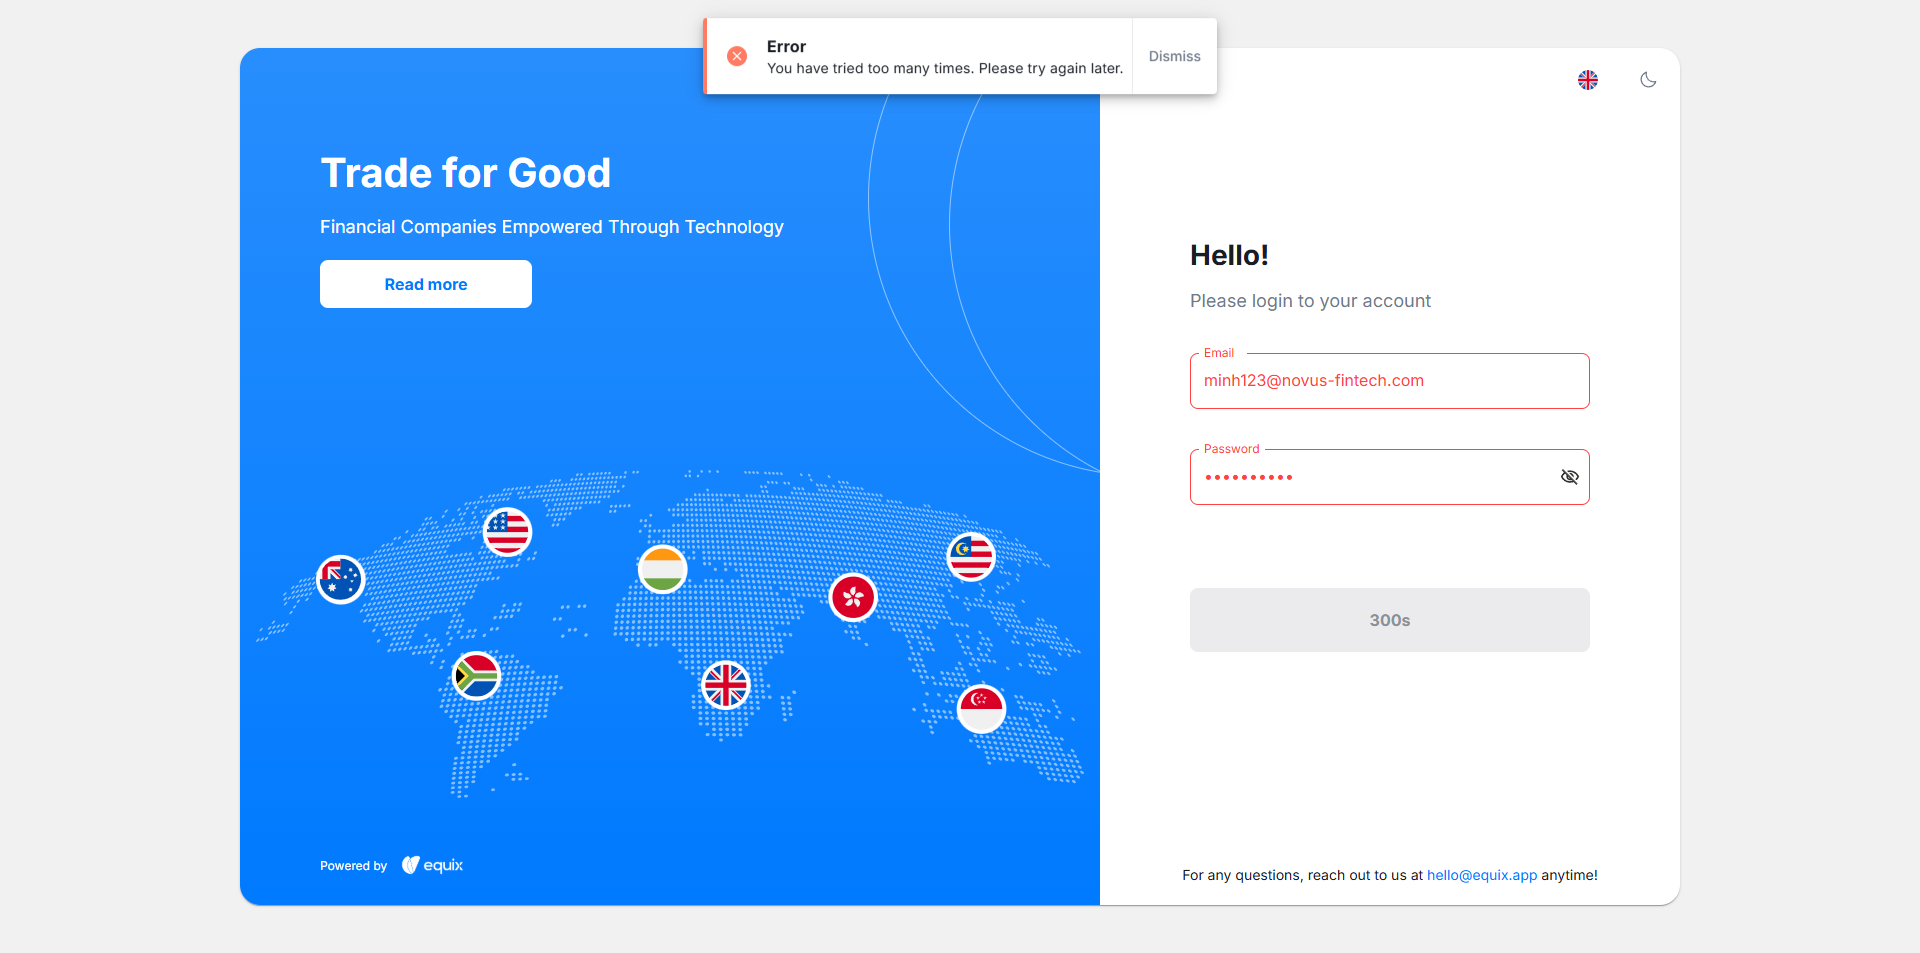 Error
You have tried too many times. Please try again later.
Dismiss
Trade for Good
Financial Companies Empowered Through Technology
Read more
Powered by equix
Hello!
Please login to your account
Email
minh123@novus-fintech.com
Password
300s
For any questions, reach out to us at hello@equix.app anytime!